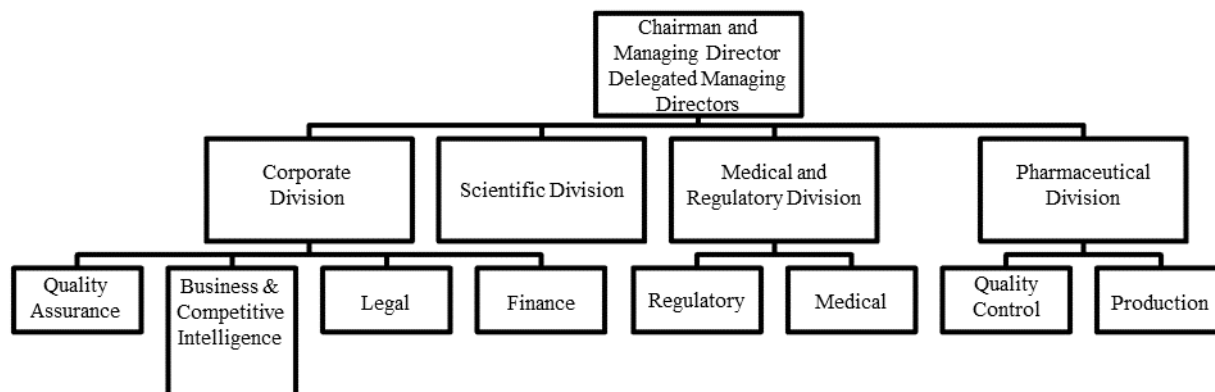 Chairman and
Managing Director
Delegated Managing
Directors
Corporate
Division
Scientific Division
Medical and
Regulatory Division
Pharmaceutical
Division
Quality
Assurance
Business &
Competitive
Intelligence
Legal
Finance
Regulatory
Medical
Quality
Control
Production